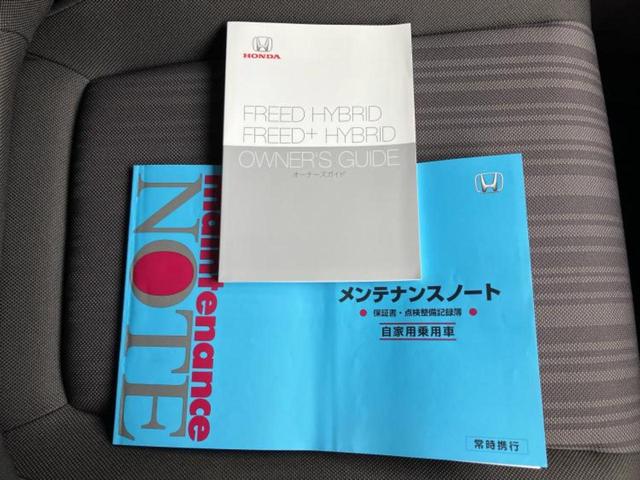 HONDA
FREED HYBRID
FREED+ HYBRID
OWNER'S GUIDE
オーナーズガイド
Maintenance
NOTE
メンテナンスノート
● 保証書・点検整備記録簿 ●
自家用乗用車
常時携行